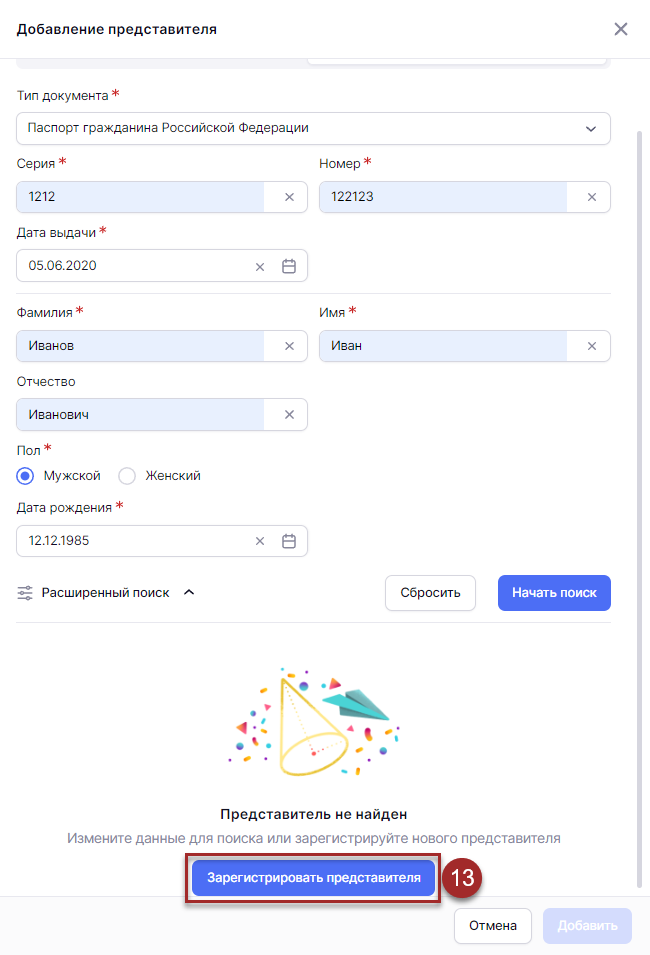 Добавление представителя
Тип документа *
Паспорт гражданина Российской Федерации
Серия * Номер *
1212 122123
Дата выдачи *
05.06.2020
Фамилия * Имя *
Иванов Иван
Отчество
Иванович
Пол *
Мужской Женский
Дата рождения *
12.12.1985
Расширенный поиск Сбросить Начать поиск
Представитель не найден
Измените данные для поиска или зарегистрируйте нового представителя
Зарегистрировать представителя 13
Отмена Добавить